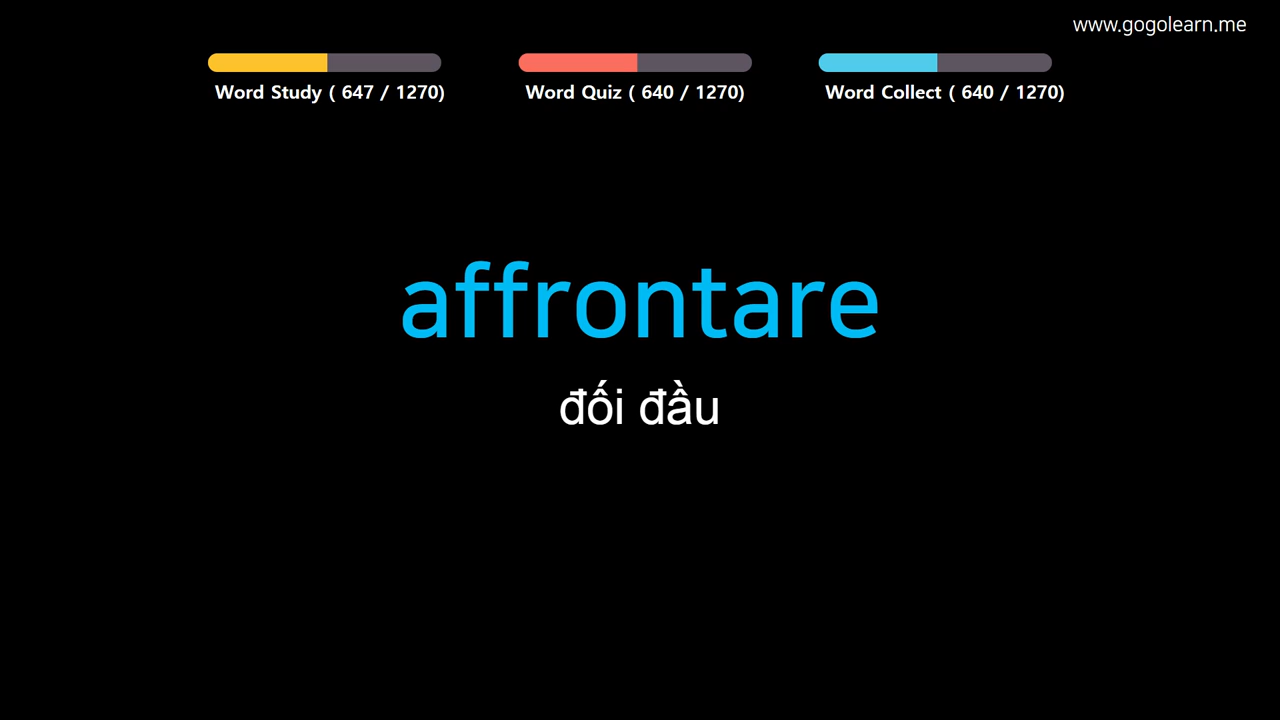 www.gogolearn.me
Word Study ( 647 / 1270)
Word Quiz ( 640 / 1270)
Word Collect ( 640 / 1270)
affrontare
đối đầu